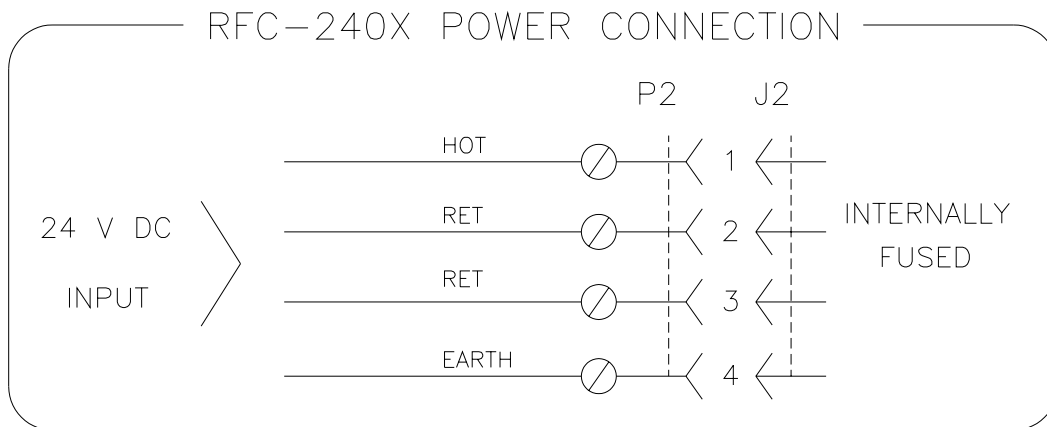 RFC-240X POWER CONNECTION
P2 J2
HOT 1
24 V DC
INPUT
RET 2
INTERNALLY
FUSED
RET 3
EARTH 4